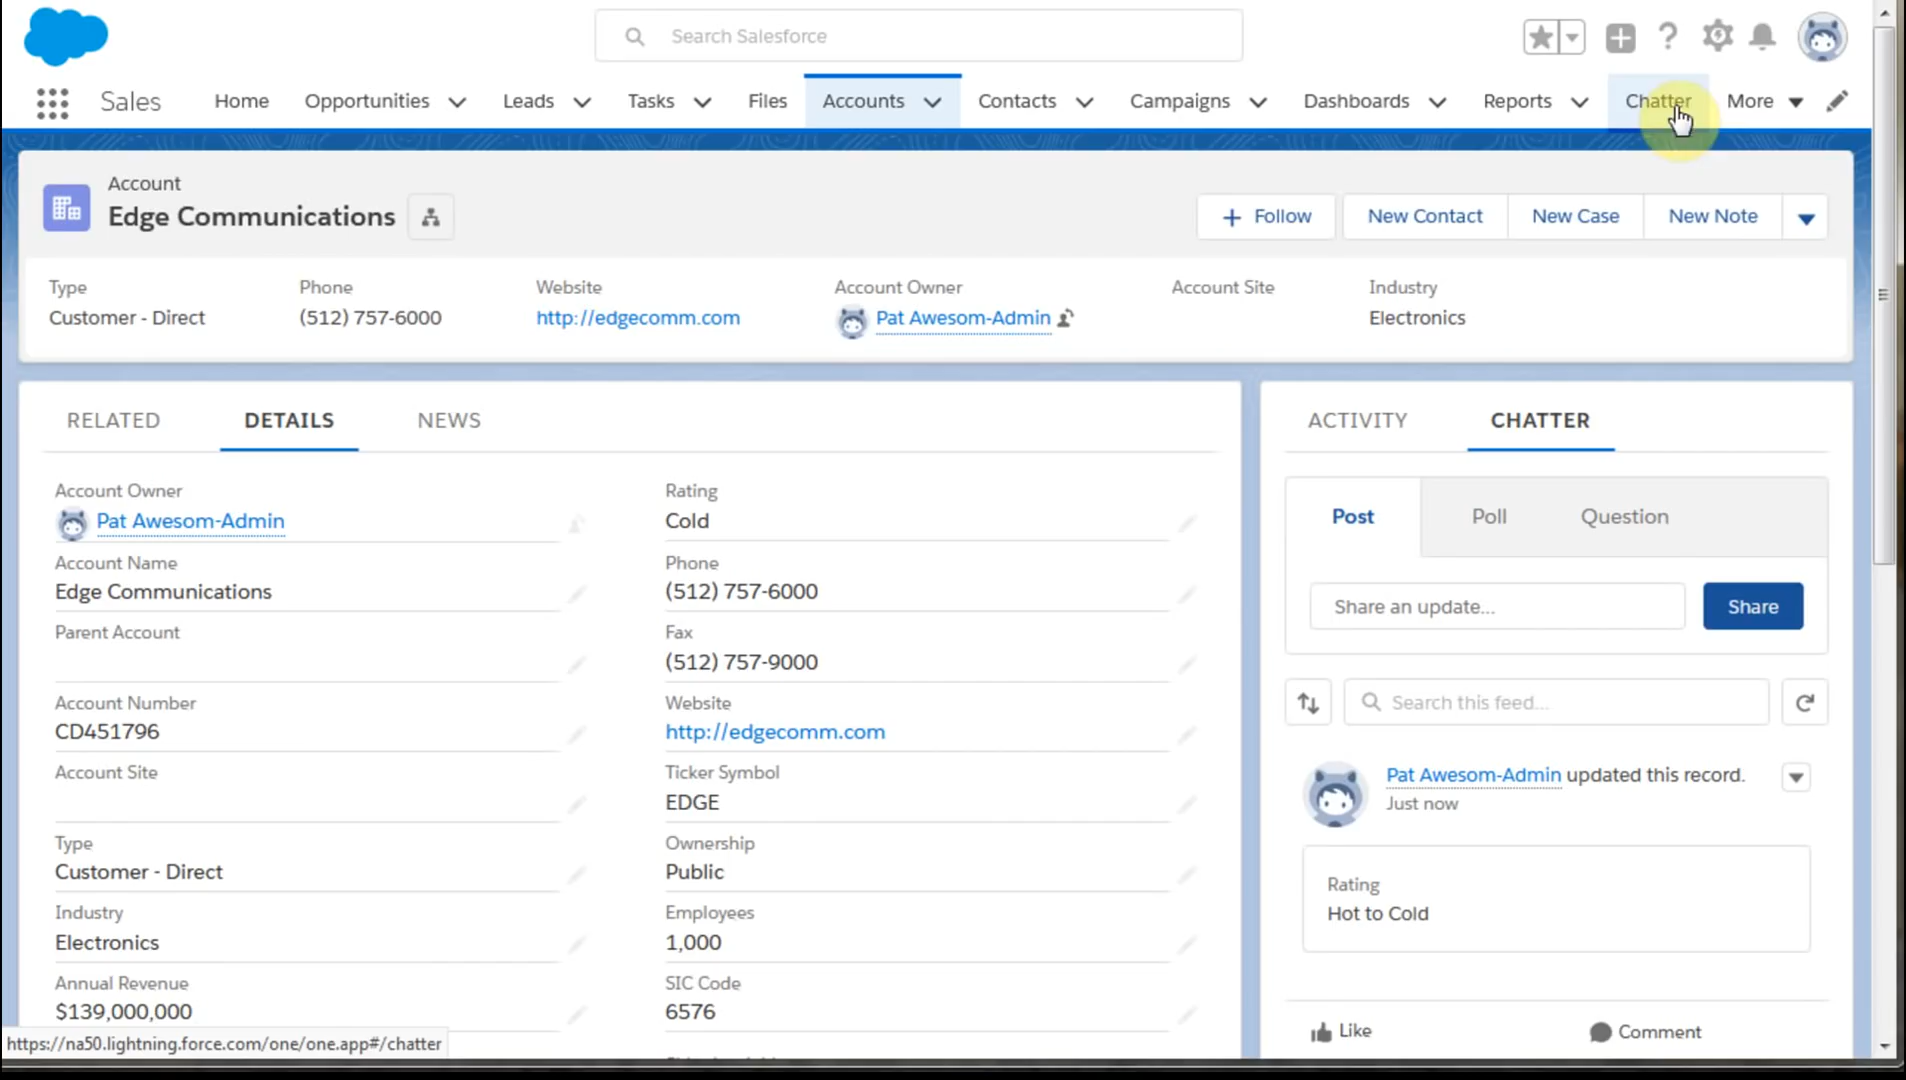 Search Salesforce
Sales Home Opportunities Leads Tasks Files Accounts Contacts Campaigns Dashboards Reports Chatter More
Account
Edge Communications
+ Follow New Contact New Case New Note
Type Phone Website Account Owner Account Site Industry
Customer - Direct (512) 757-6000 http://edgecomm.com Pat Awesom-Admin Electronics
RELATED DETAILS NEWS
Account Owner Rating
Pat Awesom-Admin Cold
Account Name Phone
Edge Communications (512) 757-6000
Parent Account Fax
(512) 757-9000
Account Number Website
CD451796 http://edgecomm.com
Account Site Ticker Symbol
EDGE
Type Ownership
Customer - Direct Public
Industry Employees
Electronics 1,000
Annual Revenue SIC Code
$139,000,000 6576
ACTIVITY CHATTER
Post Poll Question
Share an update... Share
Search this feed...
Pat Awesom-Admin updated this record.
Just now
Rating
Hot to Cold
Like Comment
https://na50.lightning.force.com/one/one.app#/chatter